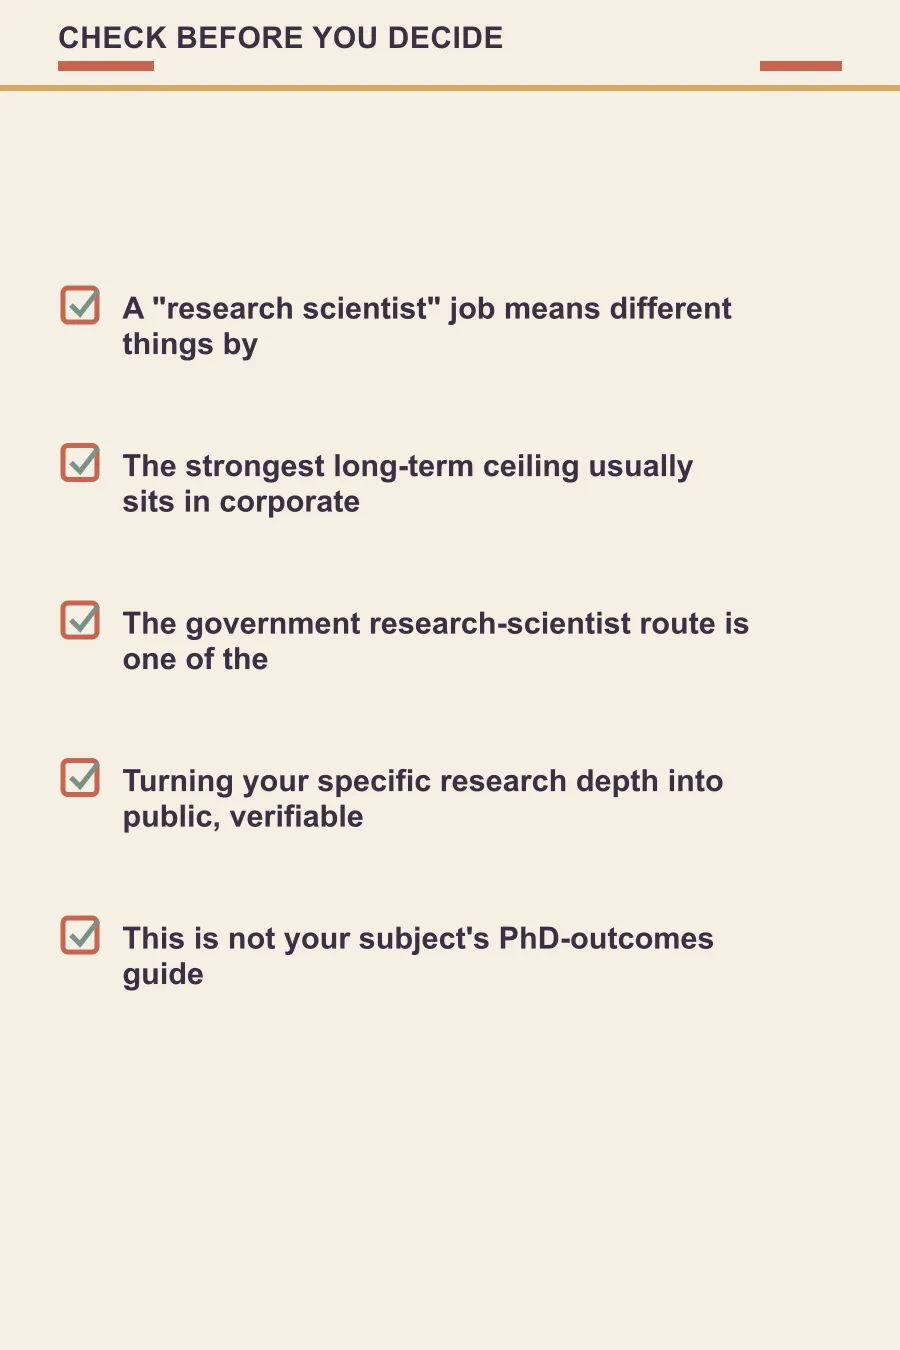 CHECK BEFORE YOU DECIDE
A "research scientist" job means different
things by
The strongest long-term ceiling usually
sits in corporate
The government research-scientist route is
one of the
Turning your specific research depth into
public, verifiable
This is not your subject's PhD-outcomes
guide